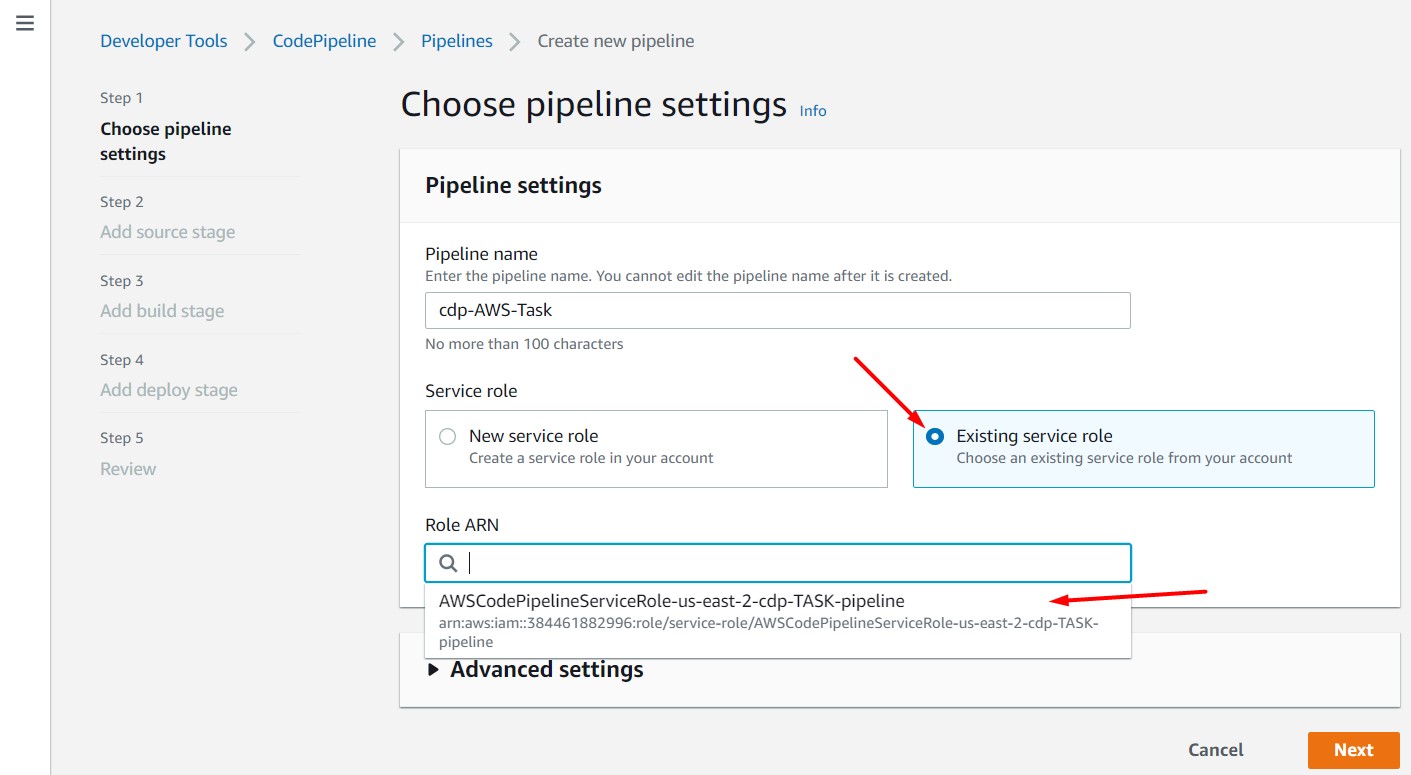 Developer Tools
CodePipeline
Pipelines
Create new pipeline
Step 1
Choose pipeline
settings
Step 2
Add source stage
Step 3
Add build stage
Step 4
Add deploy stage
Step 5
Review
Choose pipeline settings Info
Pipeline settings
Pipeline name
Enter the pipeline name. You cannot edit the pipeline name after it is created.
cdp-AWS-Task
No more than 100 characters
Service role
New service role
Create a service role in your account
Existing service role
Choose an existing service role from your account
Role ARN
AWSCodePipelineServiceRole-us-east-2-cdp-TASK-pipeline
arn:aws:iam::384461882996:role/service-role/AWSCodePipelineServiceRole-us-east-2-cdp-TASK-
pipeline
Advanced settings
Cancel
Next